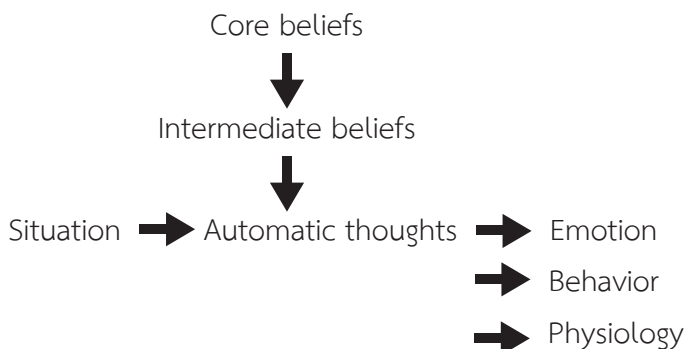 Core beliefs
Intermediate beliefs
Situation Automatic thoughts Emotion
Behavior
Physiology